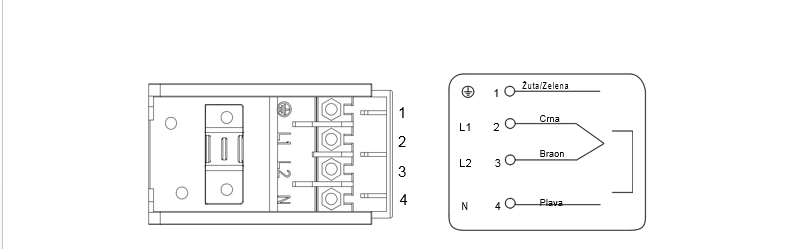 L1
L2
N
1
2
3
4
1 Žuta/Zelena
L1 2 Crna
L2 3 Braon
N 4 Plava